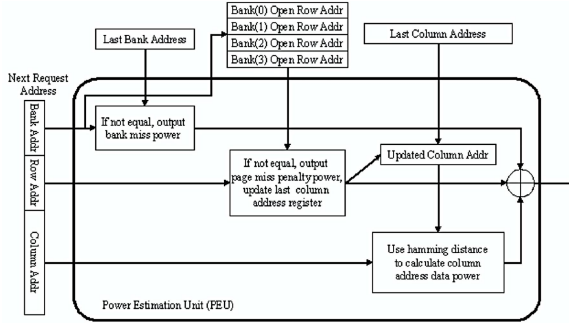 Bank(0) Open Row Addr
Bank(1) Open Row Addr
Bank(2) Open Row Addr
Bank(3) Open Row Addr
Last Bank Address
Last Column Address
Next Request
Address
Bank Addr
Row Addr
Column Addr
If not equal, output
bank miss power
If not equal, output
page miss penalty power,
update last column
address register
Updated Column Addr
Use hamming distance
to calculate column
address data power
Power Estimation Unit (PEU)